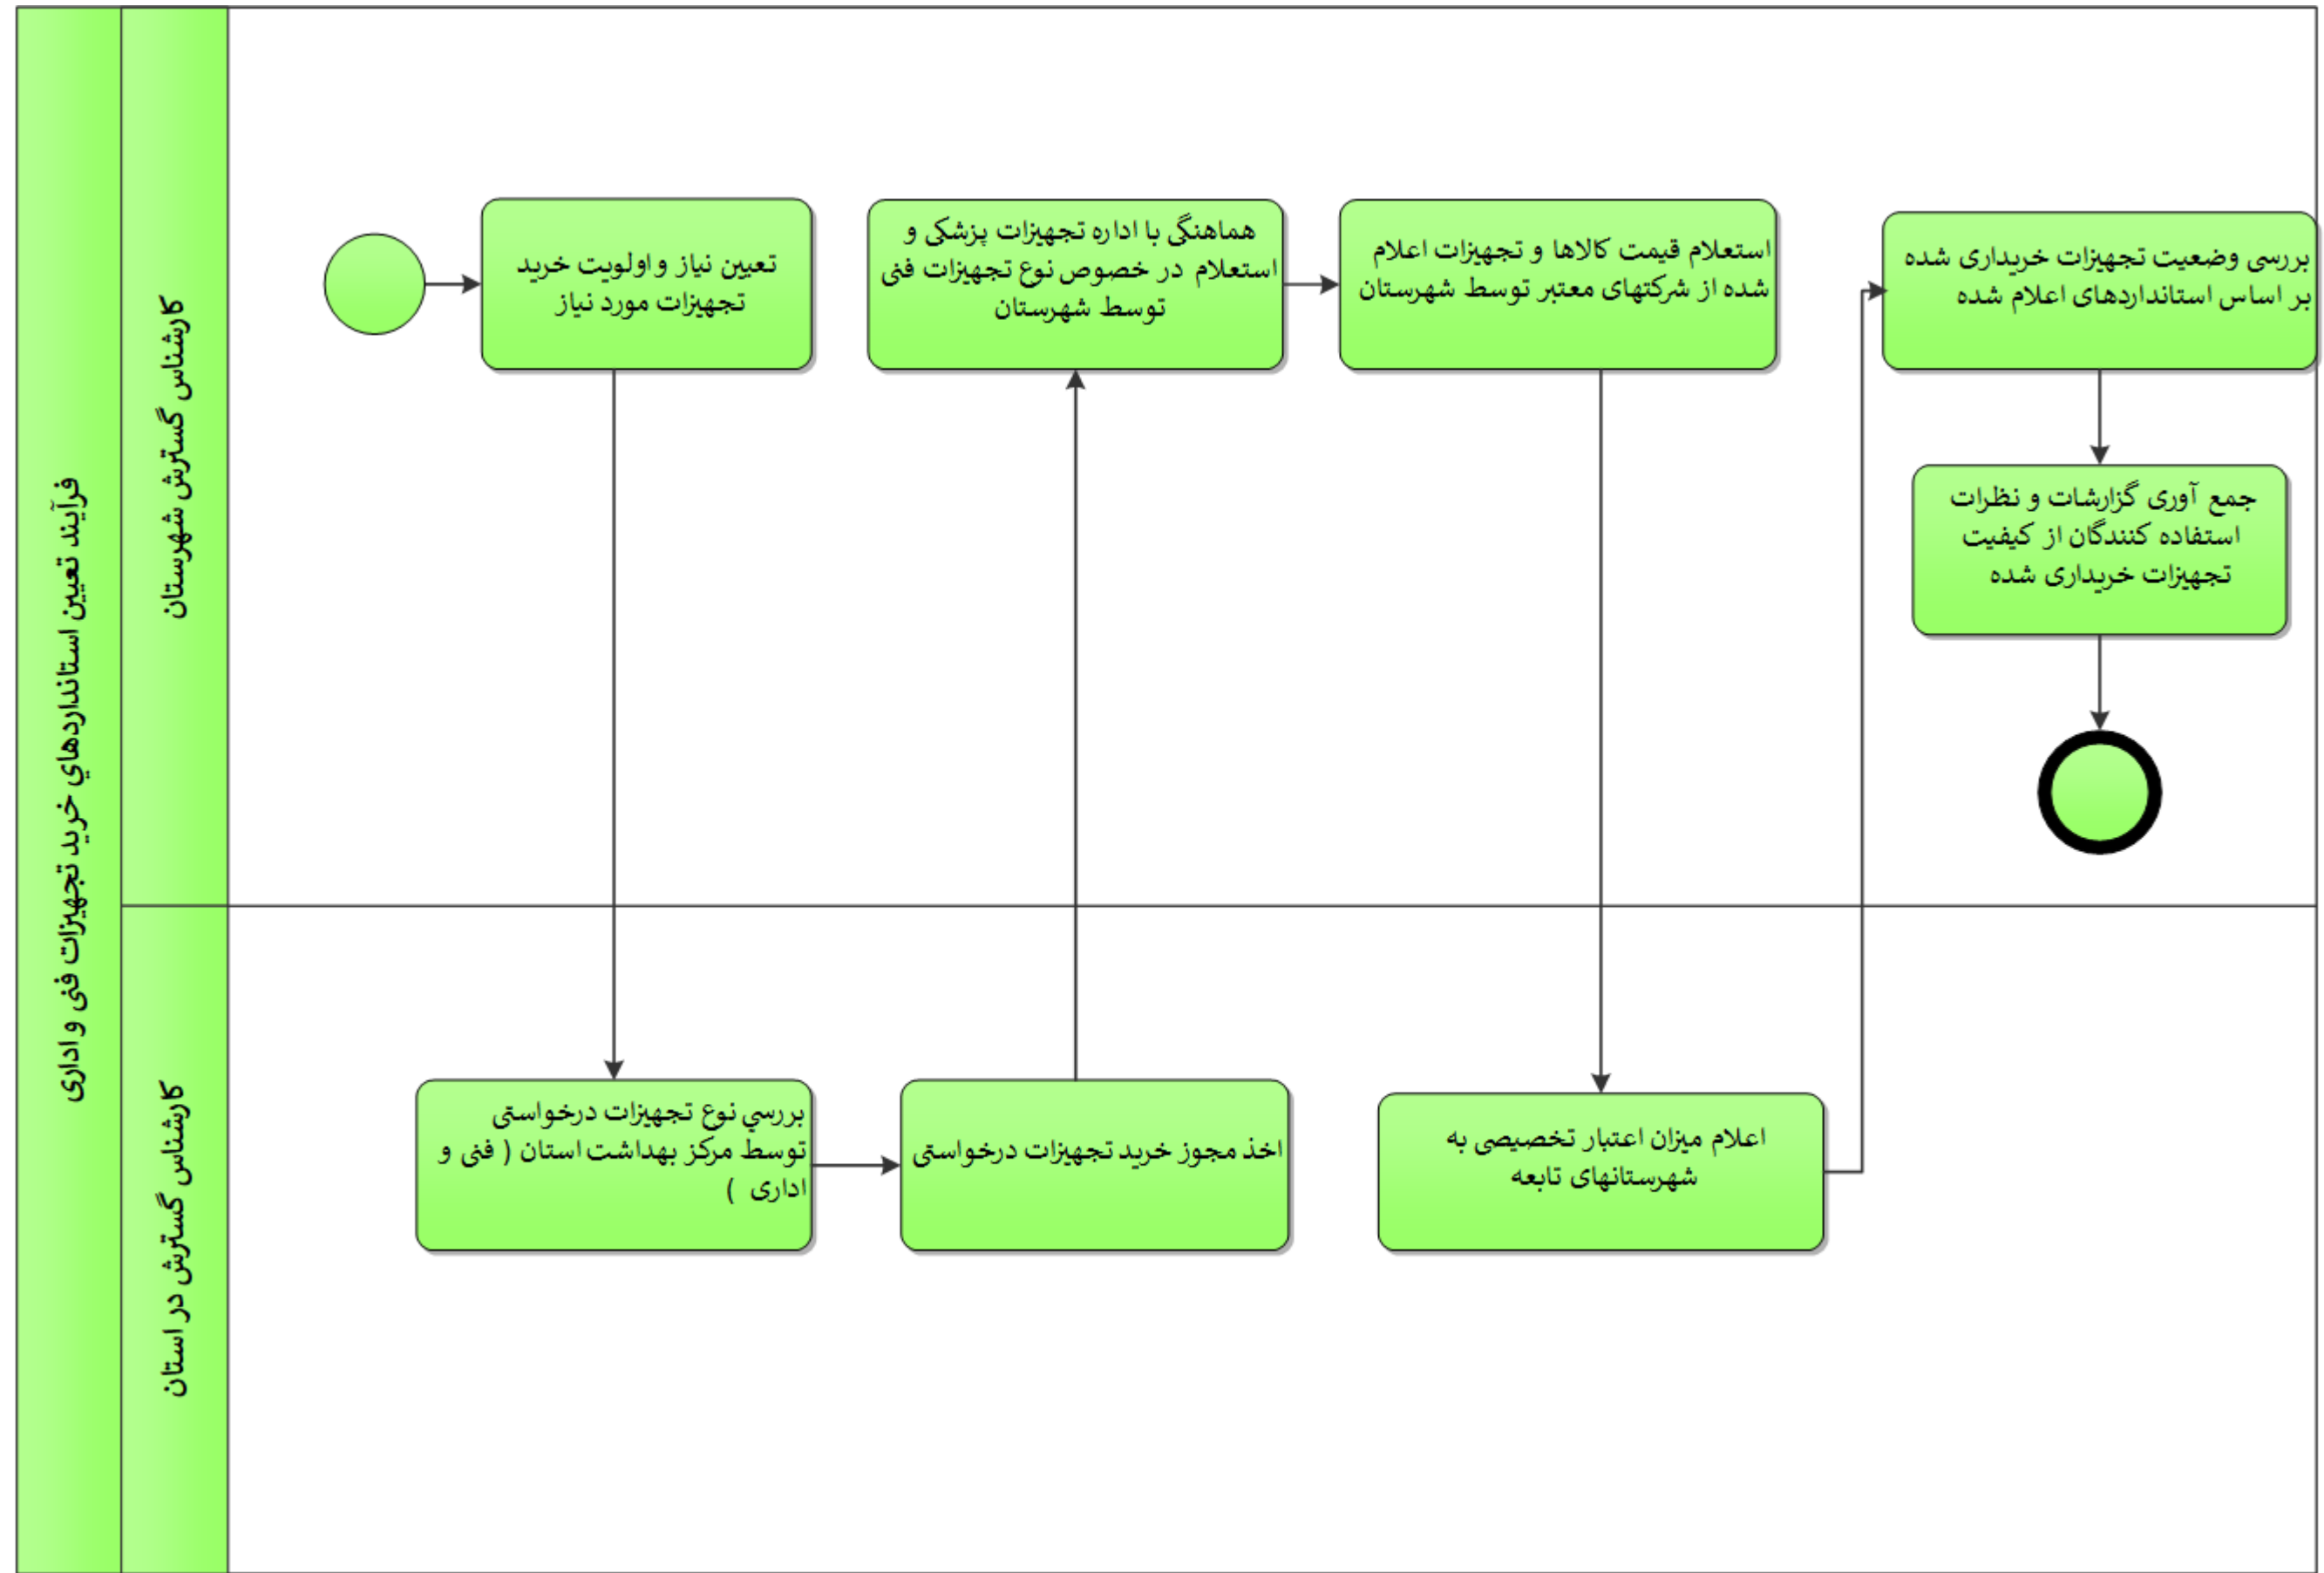 فرآیند تعیین استانداردهاي خرید تجهیزات فنی و اداری
کارشناس گسترش شهرستان
تعیین نیاز و اولویت خرید
تجهیزات مورد نیاز
هماهنگی با اداره تجهیزات پزشکی و
استعلام در خصوص نوع تجهیزات فنی
توسط شهرستان
استعلام قیمت کالاها و تجهیزات اعلام
شده از شرکتهای معتبر توسط شهرستان
بررسی وضعیت تجهیزات خریداری شده
بر اساس استانداردهای اعلام شده
جمع آوری گزارشات و نظرات
استفاده کنندگان از کیفیت
تجهیزات خریداری شده
کارشناس گسترش در استان
بررسي نوع تجهیزات درخواستی
توسط مرکز بهداشت استان ( فنی و
اداری )
اخذ مجوز خرید تجهیزات درخواستی
اعلام میزان اعتبار تخصیصی به
شهرستانهای تابعه